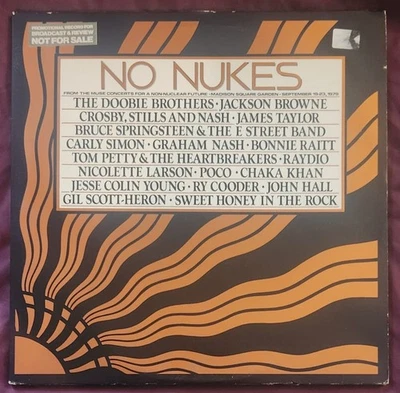 PROMOTIONAL RECORD FOR
BROADCAST & REVIEW
NOT FOR SALE
NO NUKES
FROM THE MUSE CONCERTS FOR A NON-NUCLEAR FUTURE · MADISON SQUARE GARDEN · SEPTEMBER 19-23, 1979
THE DOOBIE BROTHERS · JACKSON BROWNE
CROSBY, STILLS AND NASH · JAMES TAYLOR
BRUCE SPRINGSTEEN & THE E STREET BAND
CARLY SIMON · GRAHAM NASH · BONNIE RAITT
TOM PETTY & THE HEARTBREAKERS · RAYDIO
NICOLETTE LARSON · POCO · CHAKA KHAN
JESSE COLIN YOUNG · RY COODER · JOHN HALL
GIL SCOTT-HERON · SWEET HONEY IN THE ROCK